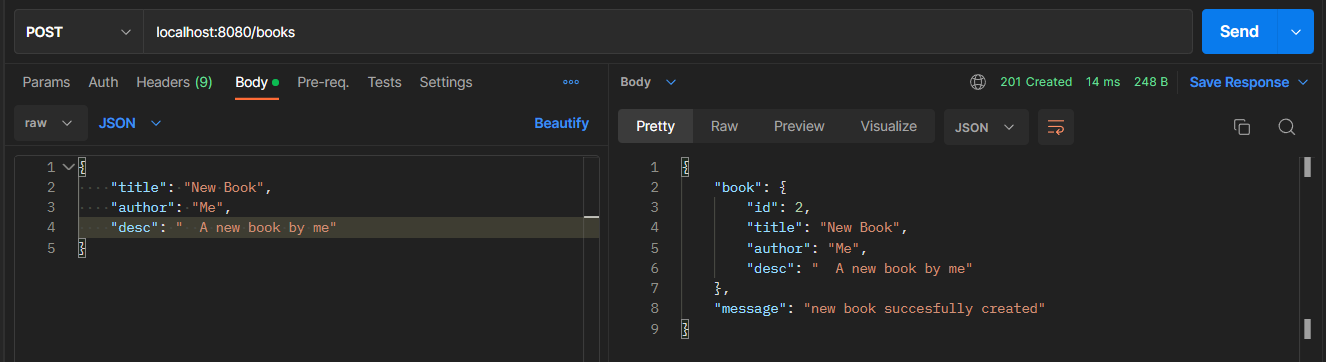 POST localhost:8080/books Send
Params Auth Headers (9) Body Pre-req. Tests Settings
raw JSON Beautify
1 {
2 "title": "New Book",
3 "author": "Me",
4 "desc": "  A new book by me"
5 }
Body 201 Created 14 ms 248 B Save Response
Pretty Raw Preview Visualize JSON
1 {
2 "book": {
3 "id": 2,
4 "title": "New Book",
5 "author": "Me",
6 "desc": "  A new book by me"
7 },
8 "message": "new book succesfully created"
9 }